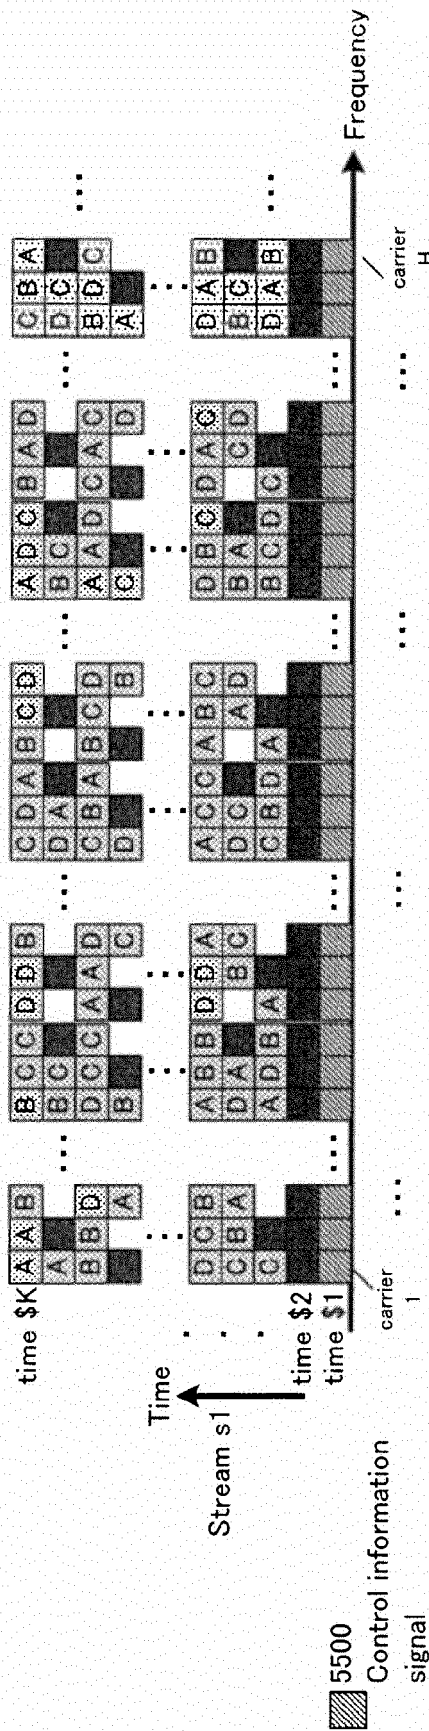 time $K A A B ... B C C D D B ... C D A B C D ... A D C B A D ... C B A ...
A B C D A B C D C
B B D D C C A A D C B A B C D A A D C A C B D C
A B C D B C D A
Time
... ... ... ... ...
D C B A B B D D A A C C A B C D B C D A C D A B
Stream s1
C B A D A B C D C A D B A C D B C
C A D B A C B D A B C D C D A B
time $2
time $1 ... ... ... ...
Frequency
carrier 1
carrier H
... ... ... ...
5500
Control information
signal